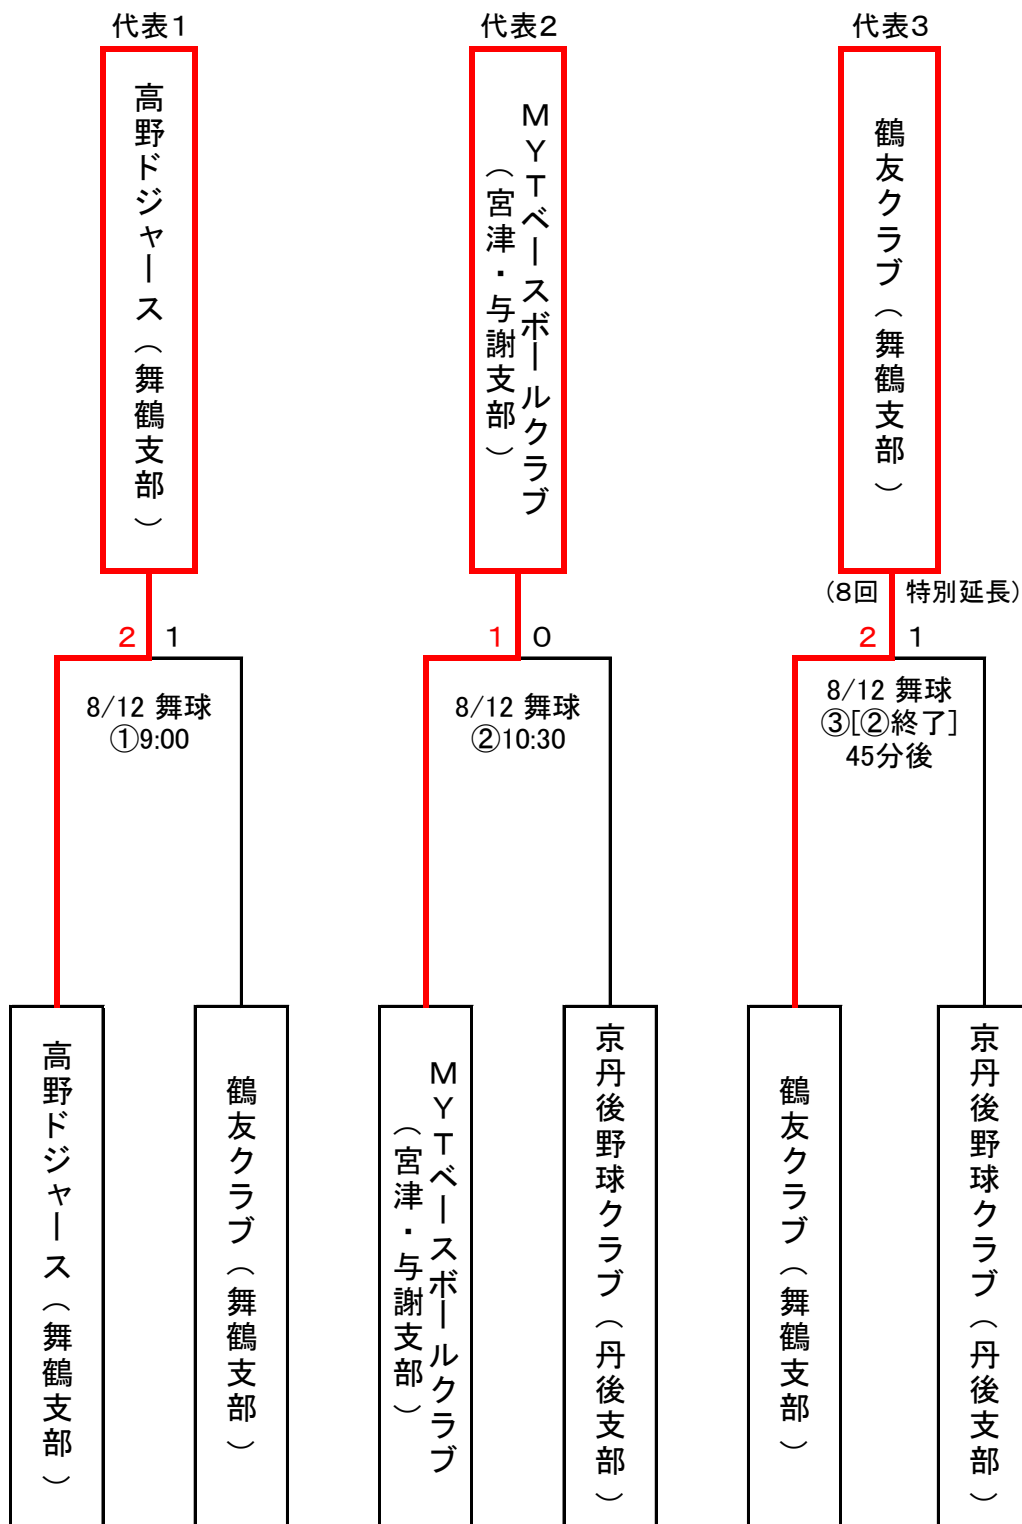 代表1
代表2
代表3
高野ドジャース（舞鶴支部）
MYTベースボールクラブ
（宮津・与謝支部）
鶴友クラブ（舞鶴支部）
(8回 特別延長)
2 1
1 0
2 1
8/12 舞球
①9:00
8/12 舞球
②10:30
8/12 舞球
③[②終了]
45分後
高野ドジャース（舞鶴支部）
鶴友クラブ（舞鶴支部）
MYTベースボールクラブ
（宮津・与謝支部）
京丹後野球クラブ（丹後支部）
鶴友クラブ（舞鶴支部）
京丹後野球クラブ（丹後支部）